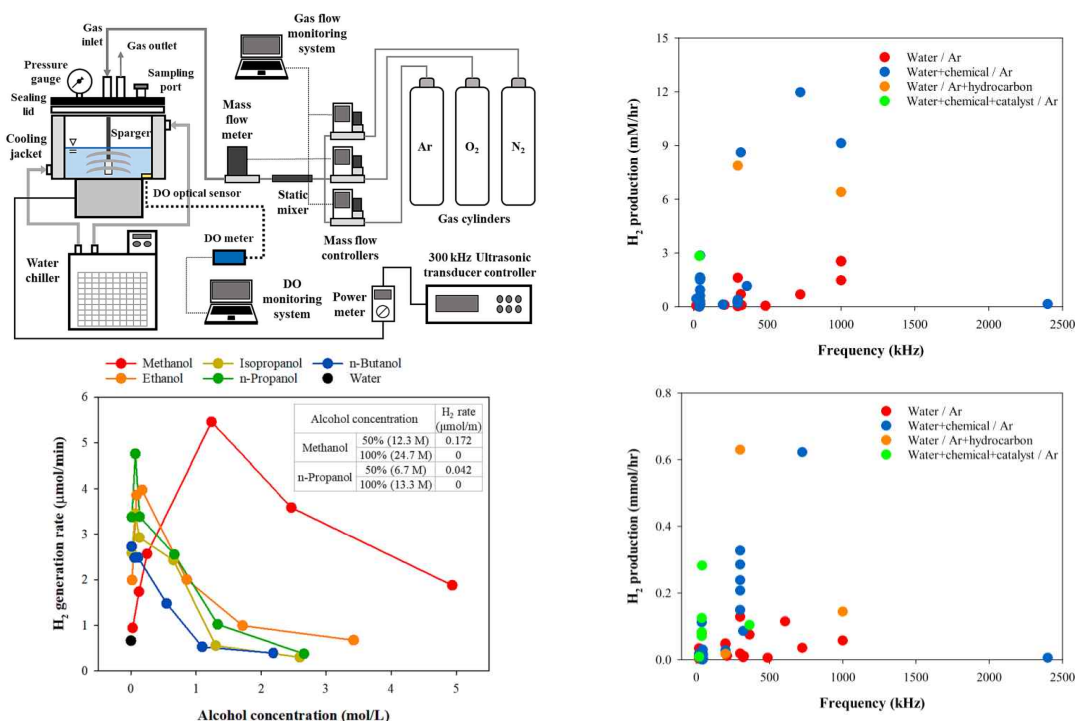 Gas
inlet
Gas outlet
Pressure
gauge
Sampling
port
Sealing
lid
Sparger
Cooling
jacket
DO optical sensor
Water
chiller
DO meter
DO
monitoring
system
Gas flow
monitoring
system
Mass
flow
meter
Static
mixer
Mass flow
controllers
Ar
O2
N2
Gas cylinders
Power
meter
300 kHz Ultrasonic
transducer controller
H2 production (mM/hr)
15
12
9
6
3
0
Water / Ar
Water+chemical / Ar
Water / Ar+hydrocarbon
Water+chemical+catalyst / Ar
0
500
1000
1500
2000
2500
Frequency (kHz)
Methanol
Isopropanol
n-Butanol
Ethanol
n-Propanol
Water
H2 generation rate (μmol/min)
6
5
4
3
2
1
0
Alcohol concentration H2 rate (μmol/m)
Methanol 50% (12.3 M) 0.172
100% (24.7 M) 0
n-Propanol 50% (6.7 M) 0.042
100% (13.3 M) 0
0
1
2
3
4
5
Alcohol concentration (mol/L)
H2 production (mmol/hr)
0.8
0.6
0.4
0.2
0.0
Water / Ar
Water+chemical / Ar
Water / Ar+hydrocarbon
Water+chemical+catalyst / Ar
0
500
1000
1500
2000
2500
Frequency (kHz)